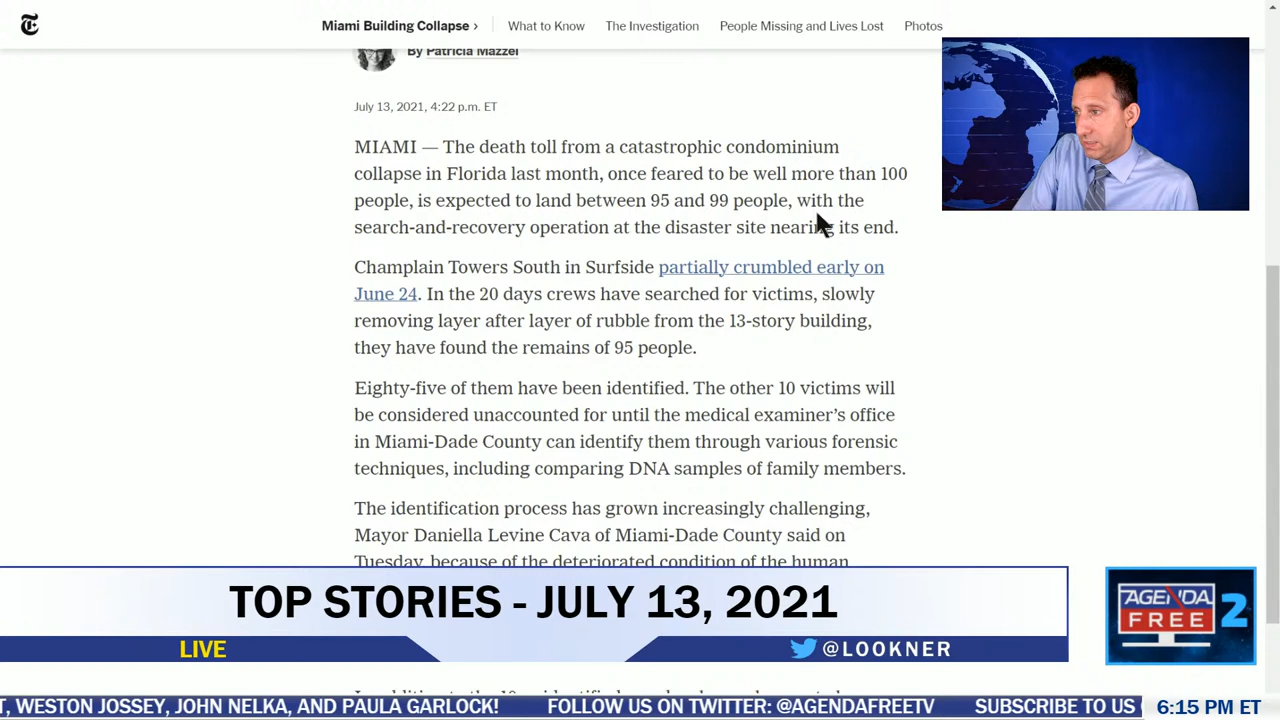 Miami Building Collapse ›
What to Know
The Investigation
People Missing and Lives Lost
Photos
By Patricia Mazzei
July 13, 2021, 4:22 p.m. ET
MIAMI — The death toll from a catastrophic condominium
collapse in Florida last month, once feared to be well more than 100
people, is expected to land between 95 and 99 people, with the
search-and-recovery operation at the disaster site nearing its end.
Champlain Towers South in Surfside partially crumbled early on
June 24. In the 20 days crews have searched for victims, slowly
removing layer after layer of rubble from the 13-story building,
they have found the remains of 95 people.
Eighty-five of them have been identified. The other 10 victims will
be considered unaccounted for until the medical examiner’s office
in Miami-Dade County can identify them through various forensic
techniques, including comparing DNA samples of family members.
The identification process has grown increasingly challenging,
Mayor Daniella Levine Cava of Miami-Dade County said on
Tuesday, because of the deteriorated condition of the human
TOP STORIES - JULY 13, 2021
LIVE
@LOOKNER
AGENDA
FREE 2
T, WESTON JOSSEY, JOHN NELKA, AND PAULA GARLOCK!
FOLLOW US ON TWITTER: @AGENDAFREETV
SUBSCRIBE TO US
6:15 PM ET